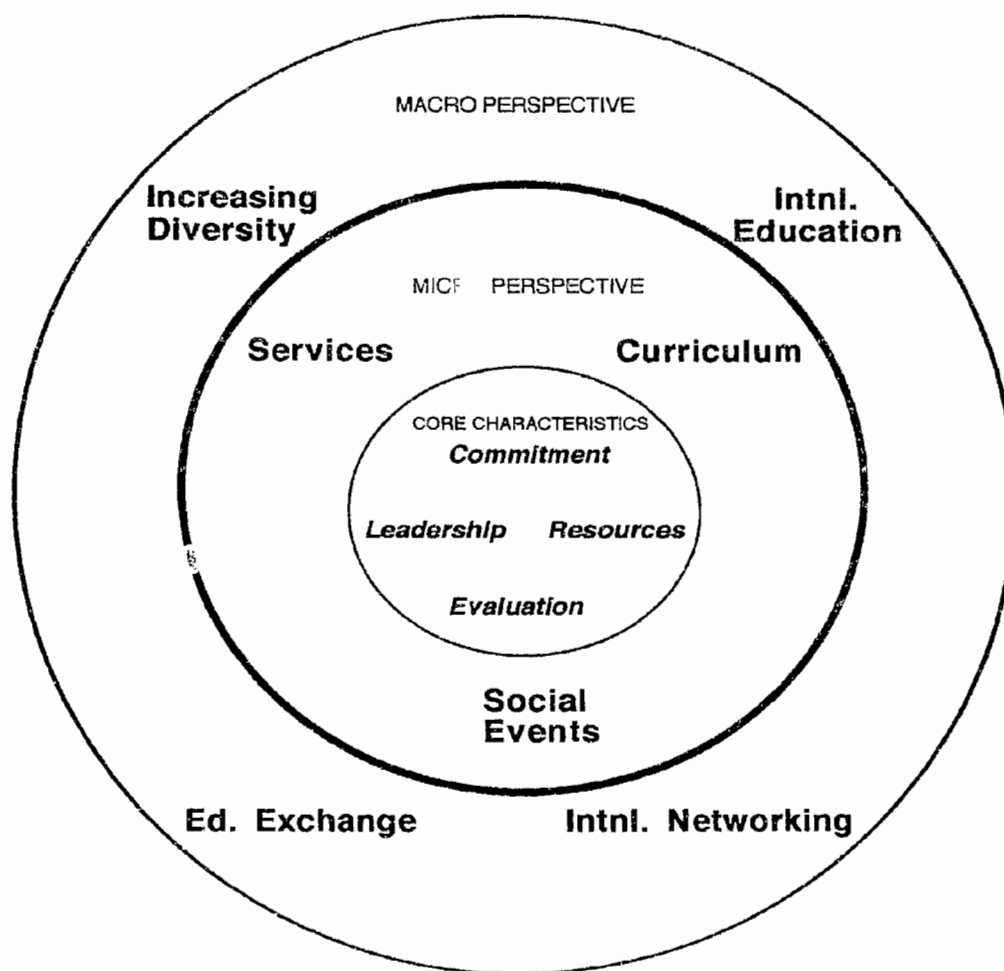 MACRO PERSPECTIVE
Increasing
Diversity
Intnl.
Education
PERSPECTIVE
Services
Curriculum
CORE CHARACTERISTICS
Commitment
Leadership
Resources
Evaluation
Social
Events
Ed. Exchange
Intnl. Networking